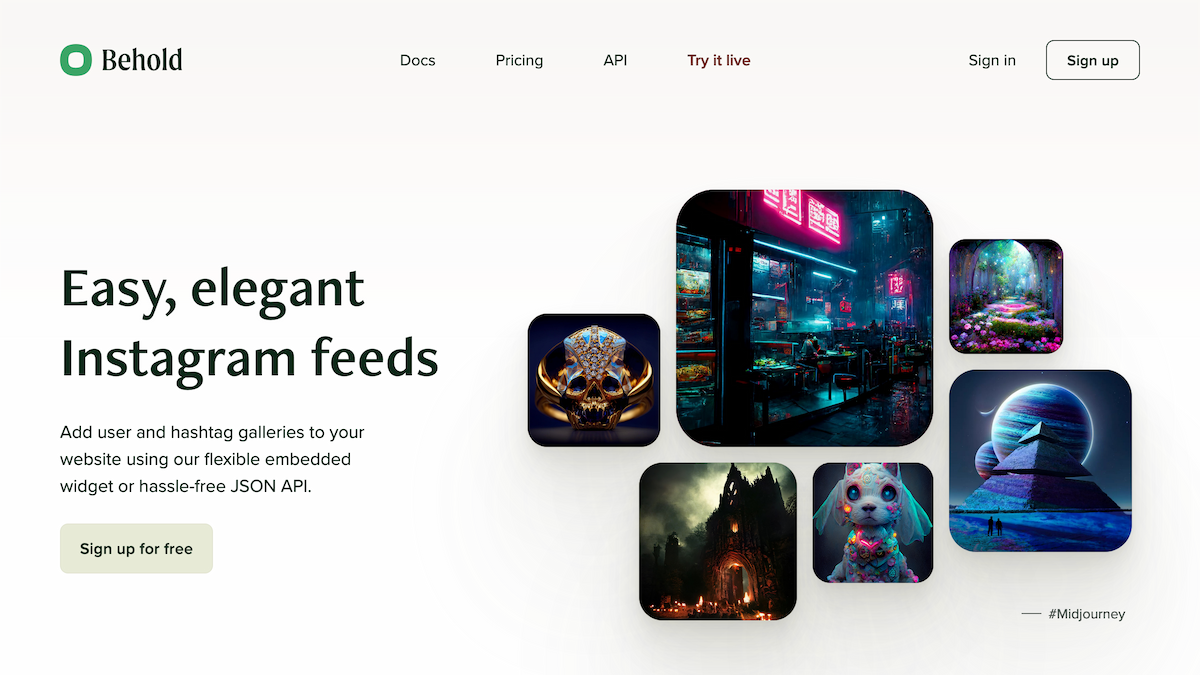 Behold
Docs
Pricing
API
Try it live
Sign in
Sign up
Easy, elegant
Instagram feeds
Add user and hashtag galleries to your
website using our flexible embedded
widget or hassle-free JSON API.
Sign up for free
#Midjourney